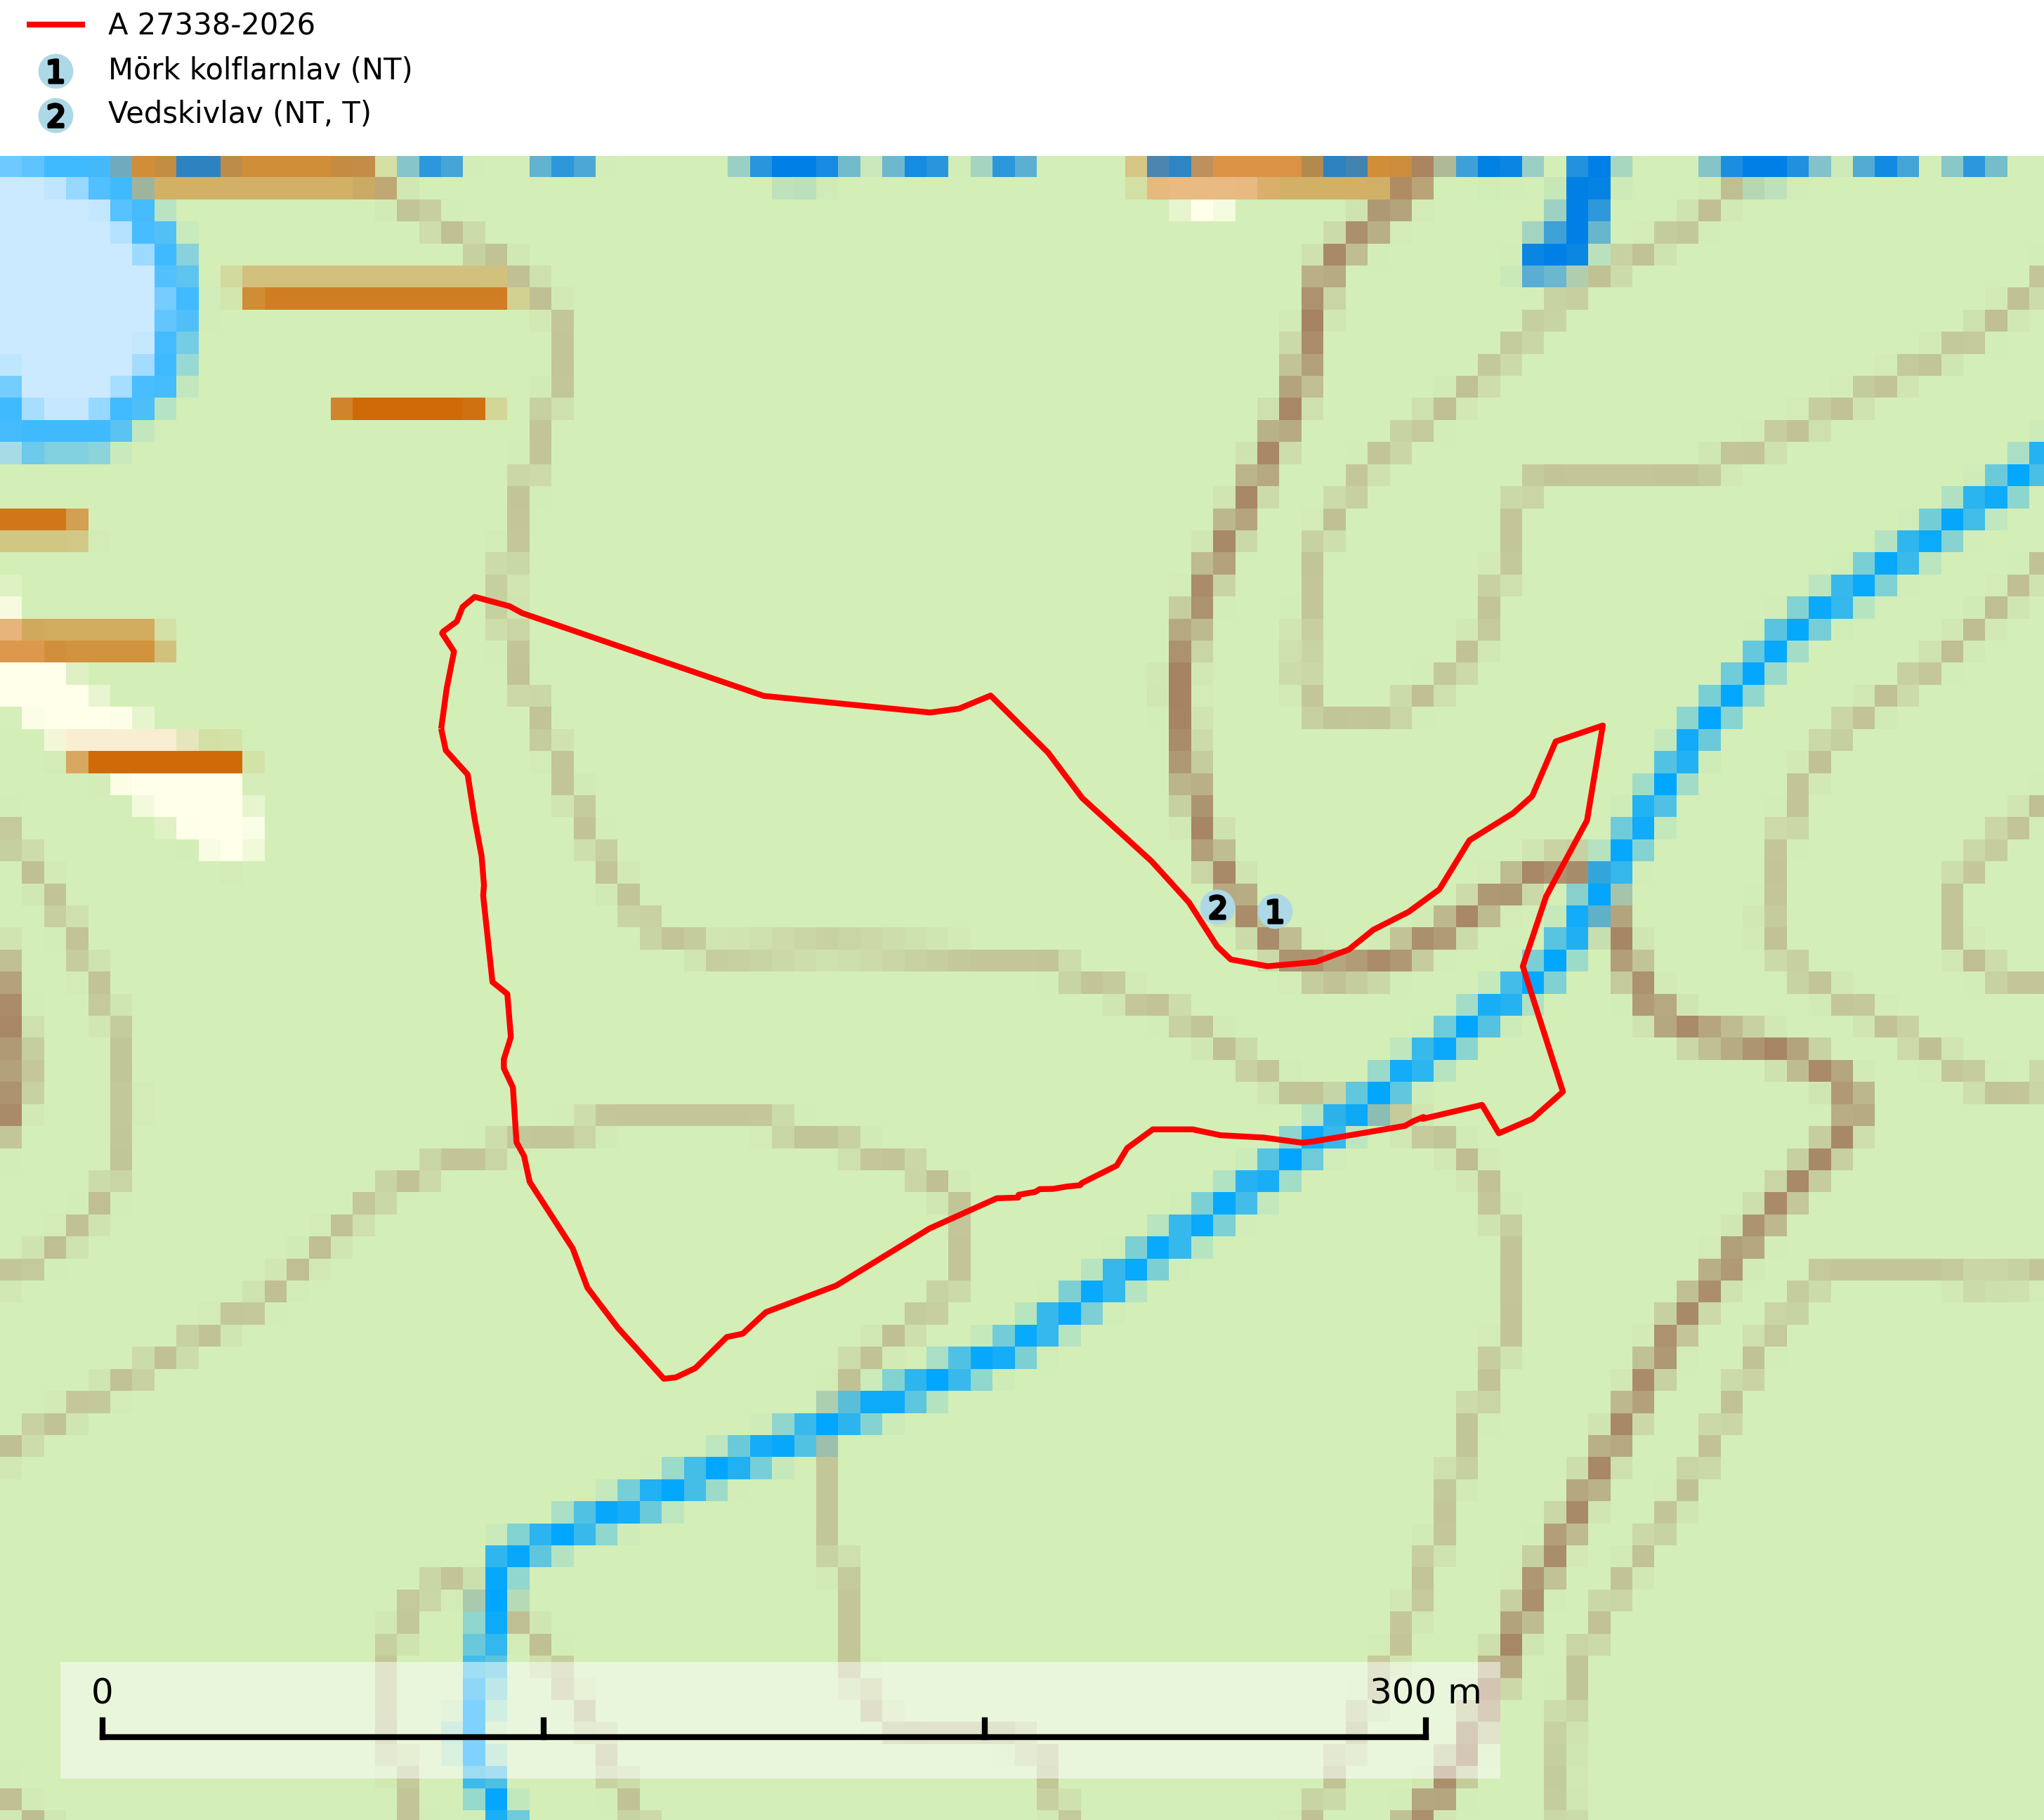 A 27338-2026
1 Mörk kolflarnlav (NT)
2 Vedskivlav (NT, T)
2 1
0 300 m